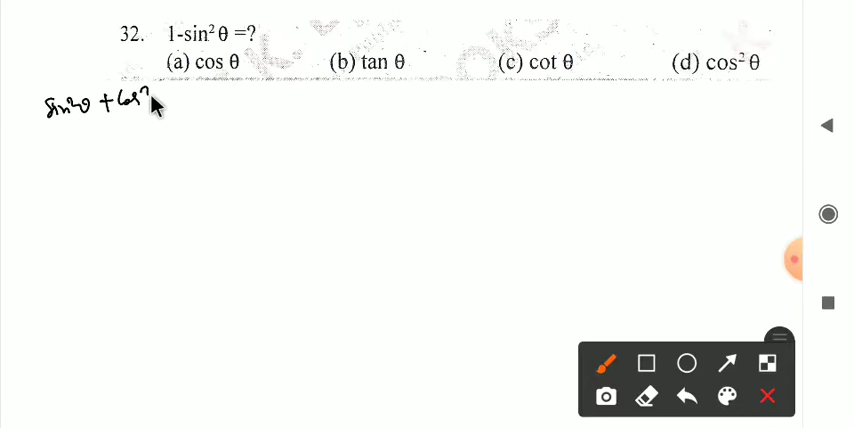 32. 1-sin² θ =?
(a) cos θ (b) tan θ (c) cot θ (d) cos² θ
sin²θ + cos²